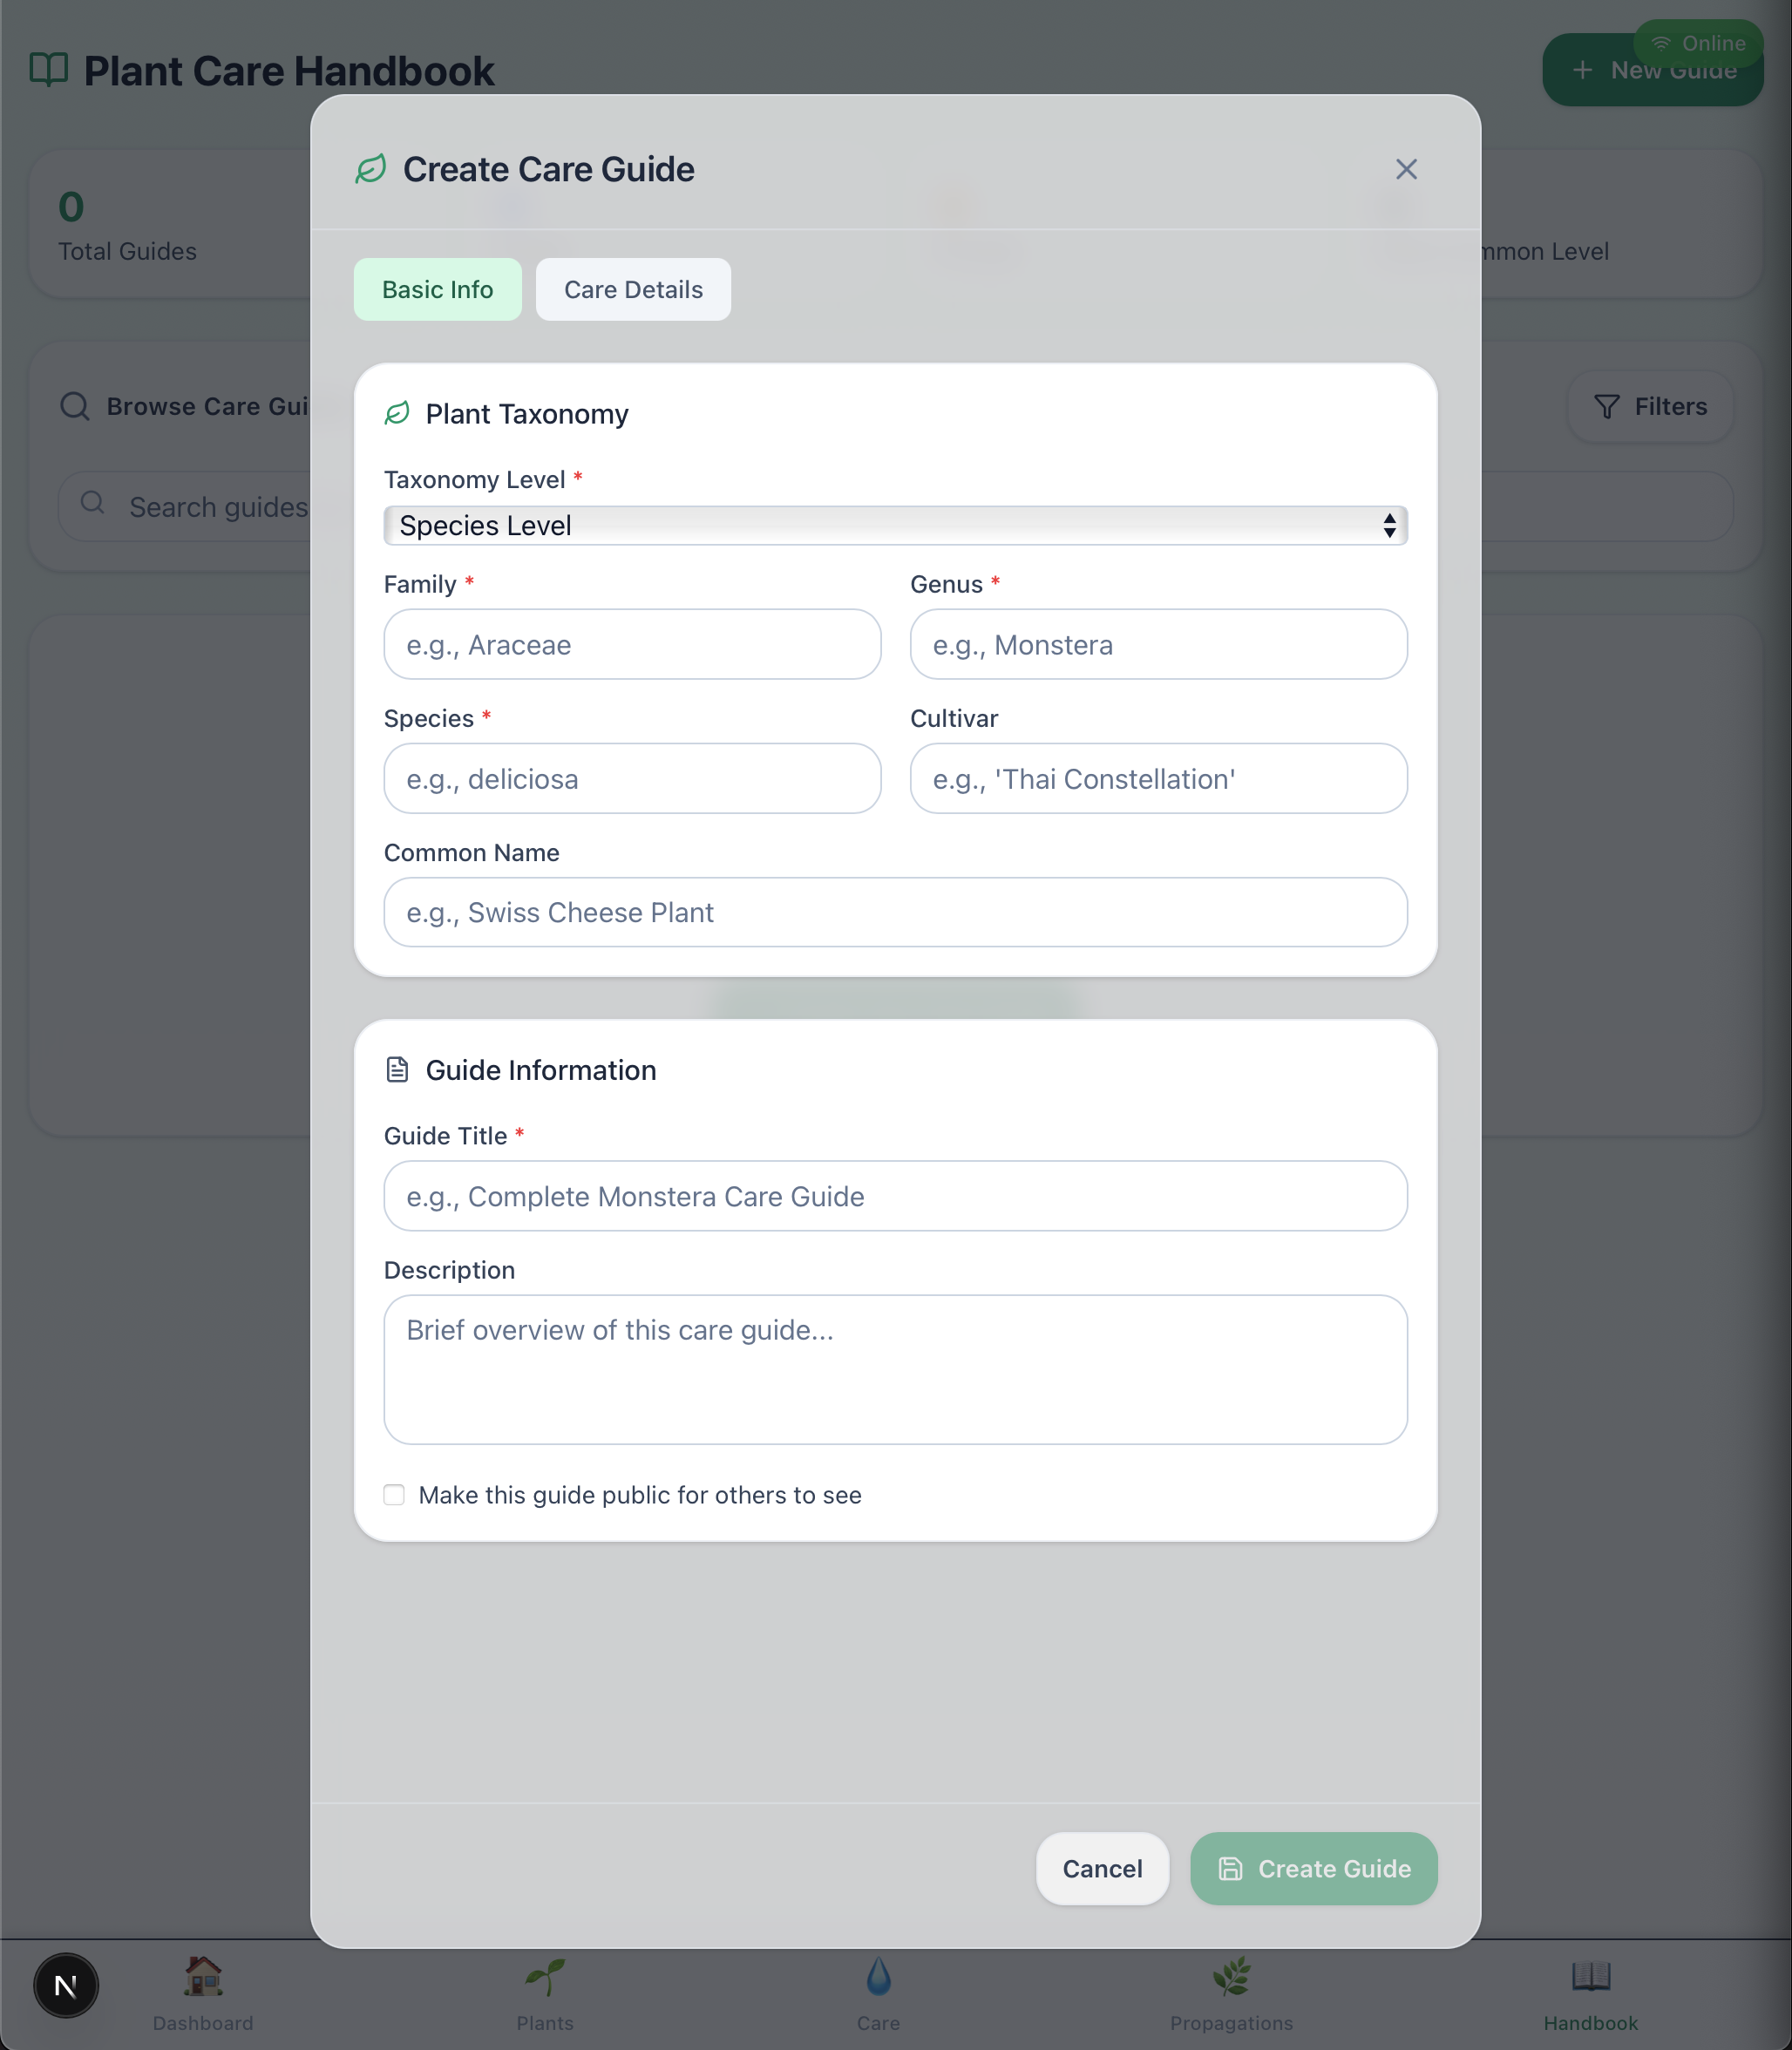 Plant Care Handbook
Online
+ New Guide
0
Total Guides
mmon Level
Browse Care Gui
Filters
Search guides
Create Care Guide
Basic Info
Care Details
Plant Taxonomy
Taxonomy Level *
Species Level
Family *
Genus *
e.g., Araceae
e.g., Monstera
Species *
Cultivar
e.g., deliciosa
e.g., 'Thai Constellation'
Common Name
e.g., Swiss Cheese Plant
Guide Information
Guide Title *
e.g., Complete Monstera Care Guide
Description
Brief overview of this care guide...
Make this guide public for others to see
Cancel
Create Guide
N
Dashboard
Plants
Care
Propagations
Handbook